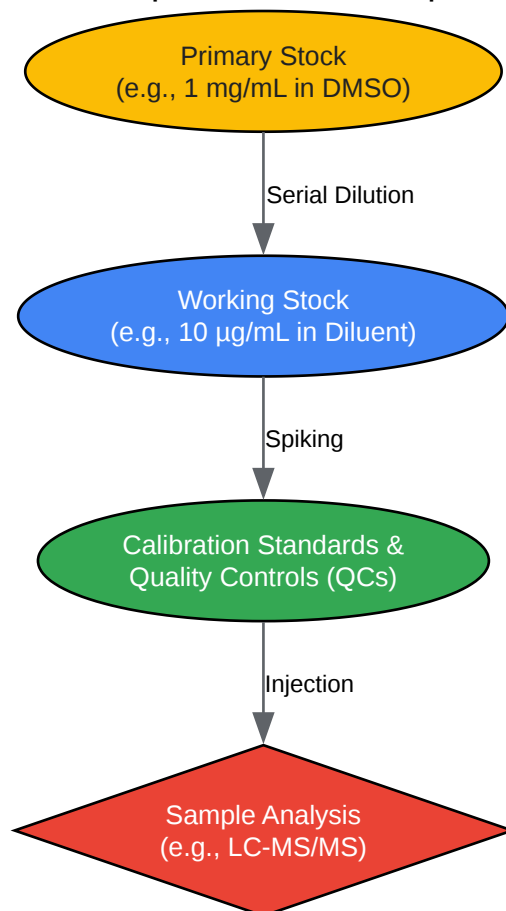 Primary Stock
(e.g., 1 mg/mL in DMSO)
Serial Dilution
Working Stock
(e.g., 10 µg/mL in Diluent)
Spiking
Calibration Standards &
Quality Controls (QCs)
Injection
Sample Analysis
(e.g., LC-MS/MS)